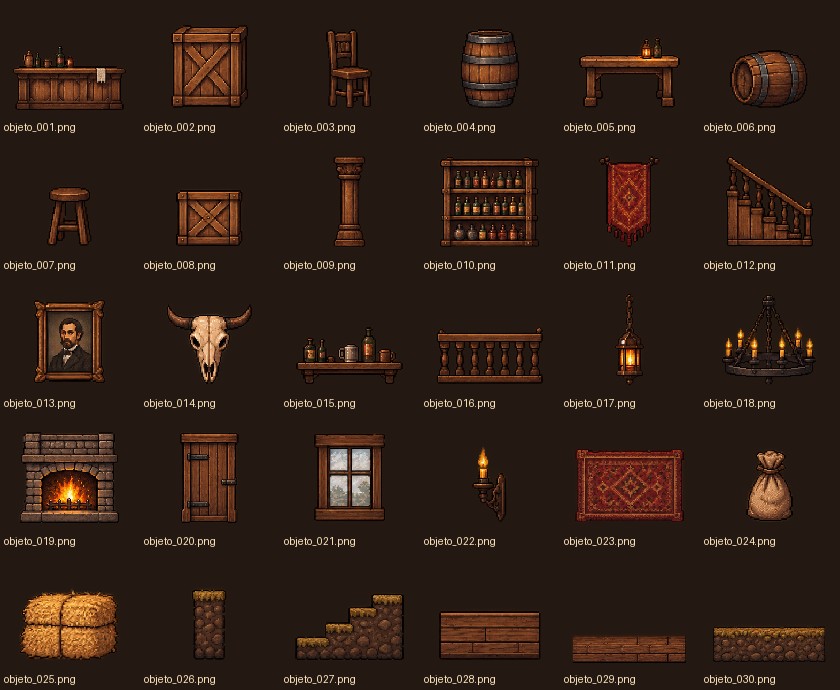 objeto_001.png objeto_002.png objeto_003.png objeto_004.png objeto_005.png objeto_006.png
objeto_007.png objeto_008.png objeto_009.png objeto_010.png objeto_011.png objeto_012.png
objeto_013.png objeto_014.png objeto_015.png objeto_016.png objeto_017.png objeto_018.png
objeto_019.png objeto_020.png objeto_021.png objeto_022.png objeto_023.png objeto_024.png
objeto_025.png objeto_026.png objeto_027.png objeto_028.png objeto_029.png objeto_030.png